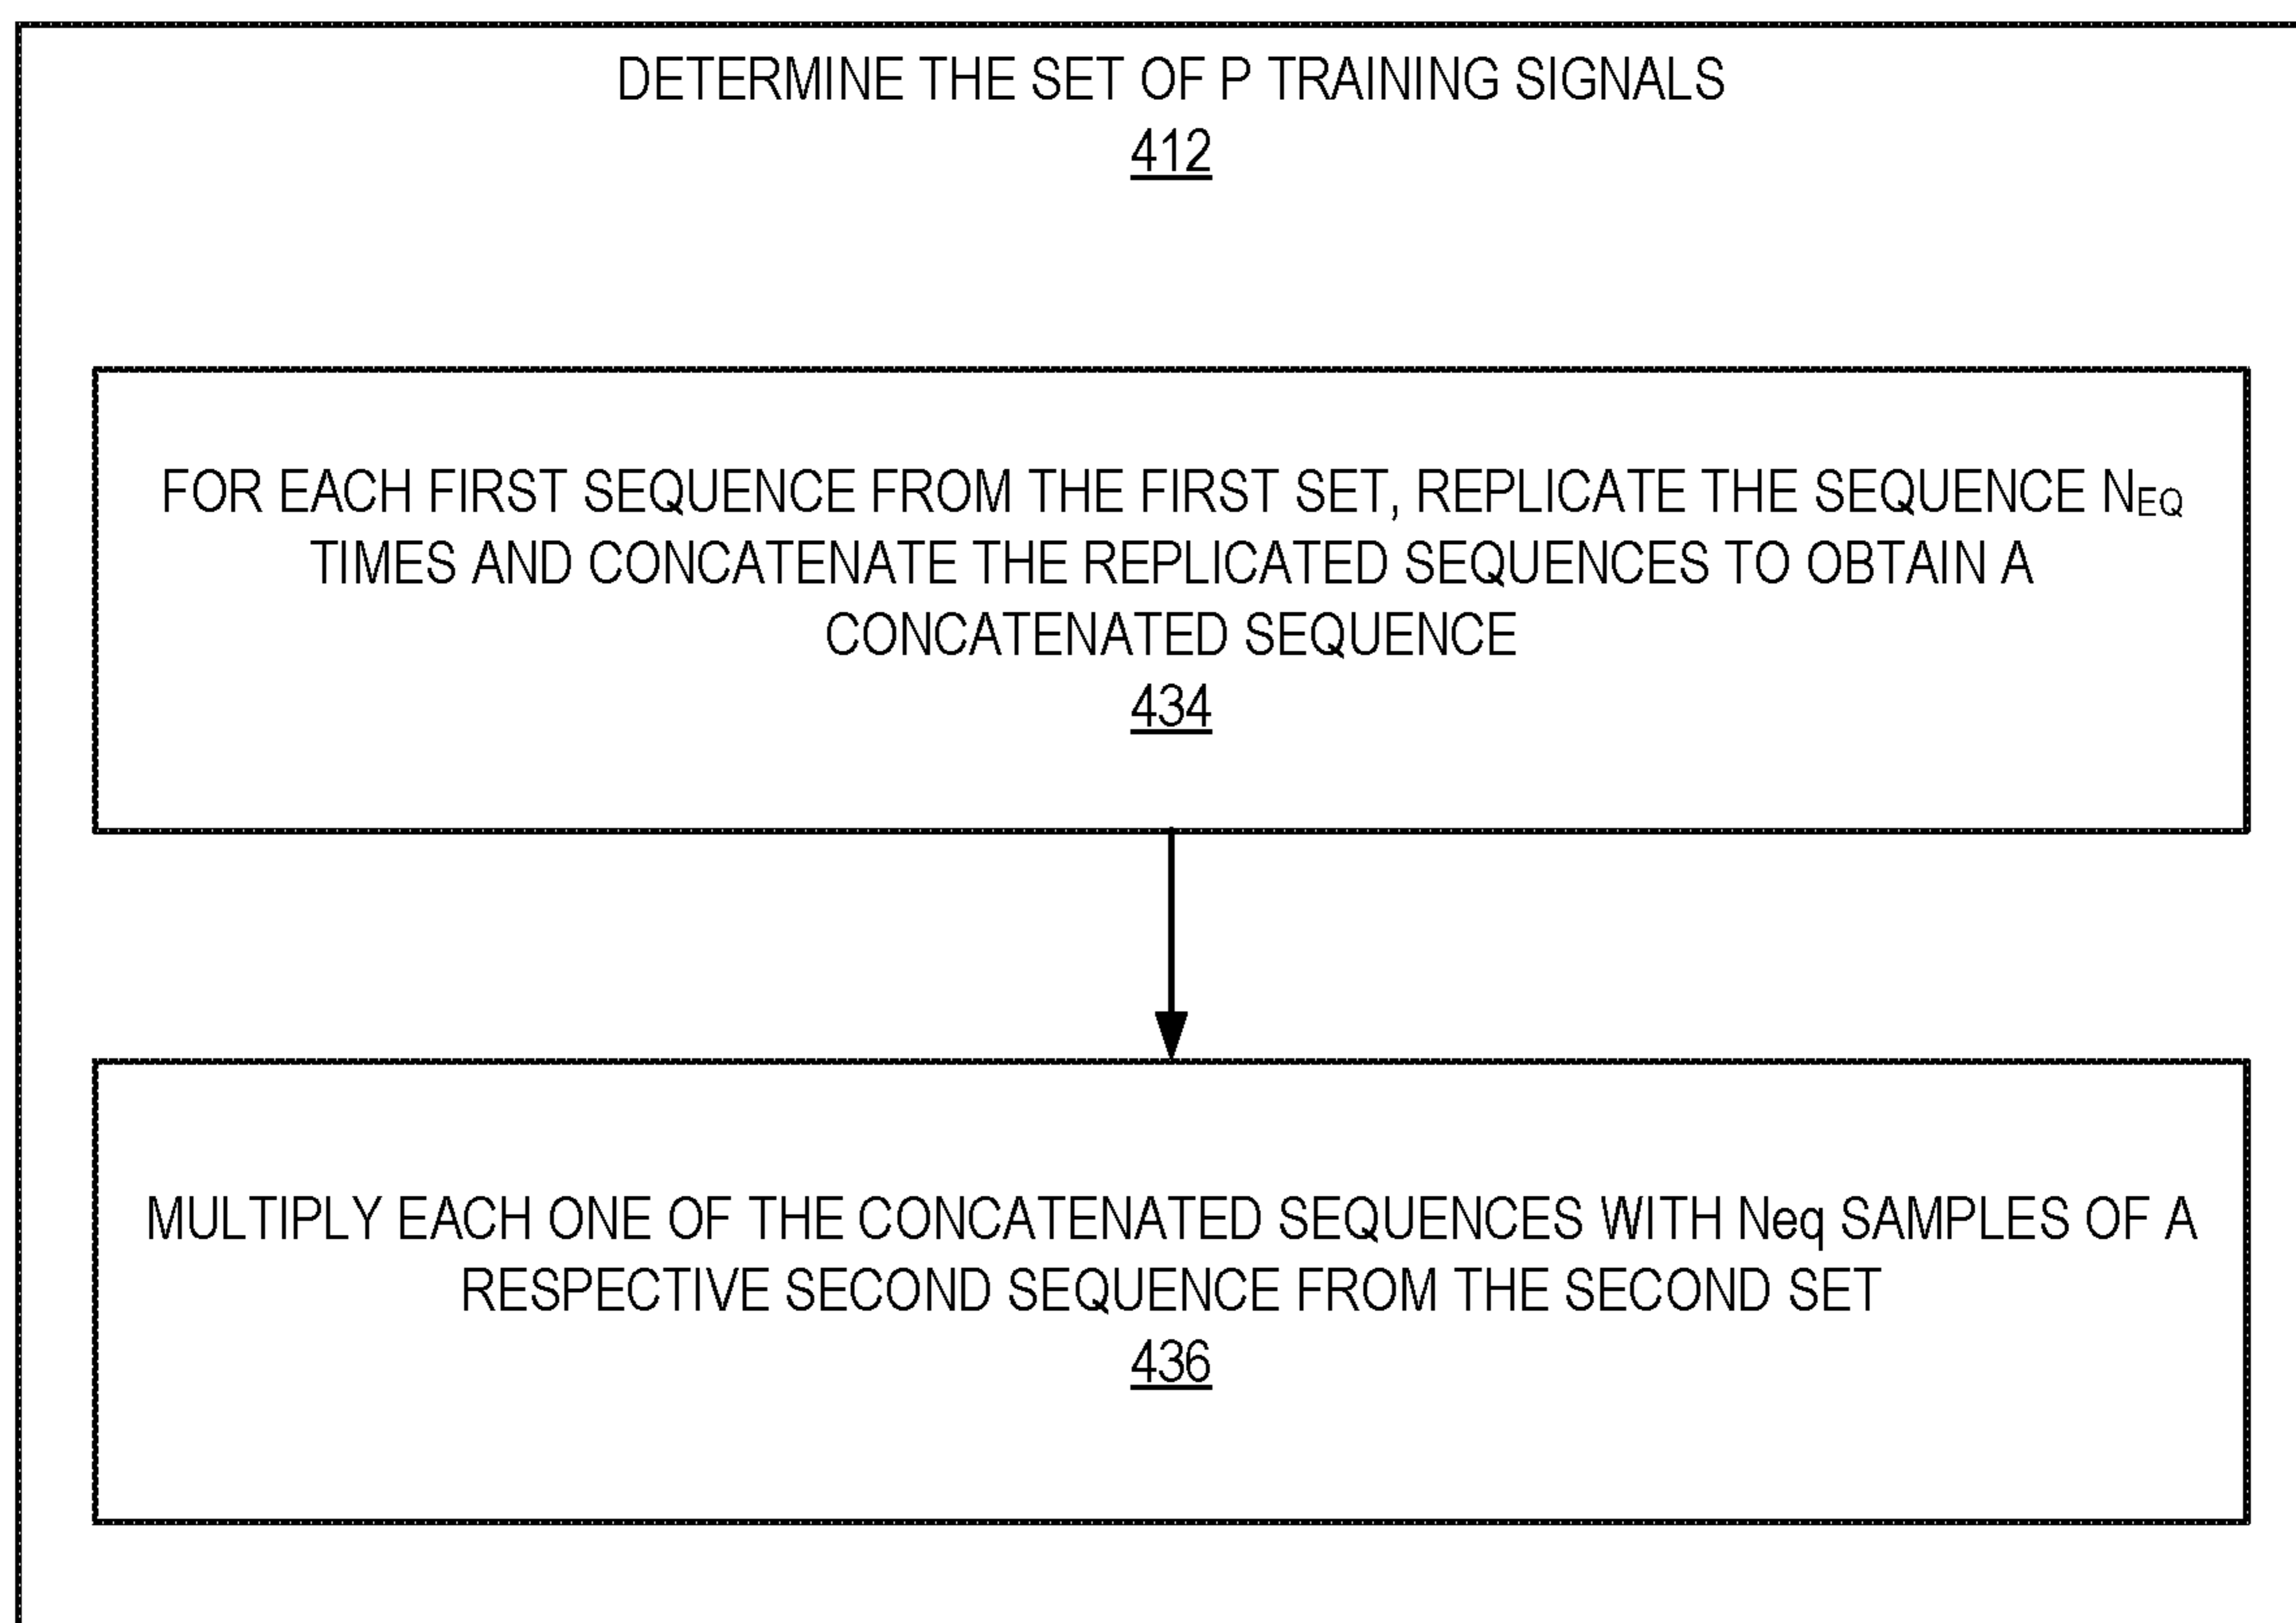 DETERMINE THE SET OF P TRAINING SIGNALS
412
FOR EACH FIRST SEQUENCE FROM THE FIRST SET, REPLICATE THE SEQUENCE NEQ
TIMES AND CONCATENATE THE REPLICATED SEQUENCES TO OBTAIN A
CONCATENATED SEQUENCE
434
MULTIPLY EACH ONE OF THE CONCATENATED SEQUENCES WITH Neq SAMPLES OF A
RESPECTIVE SECOND SEQUENCE FROM THE SECOND SET
436